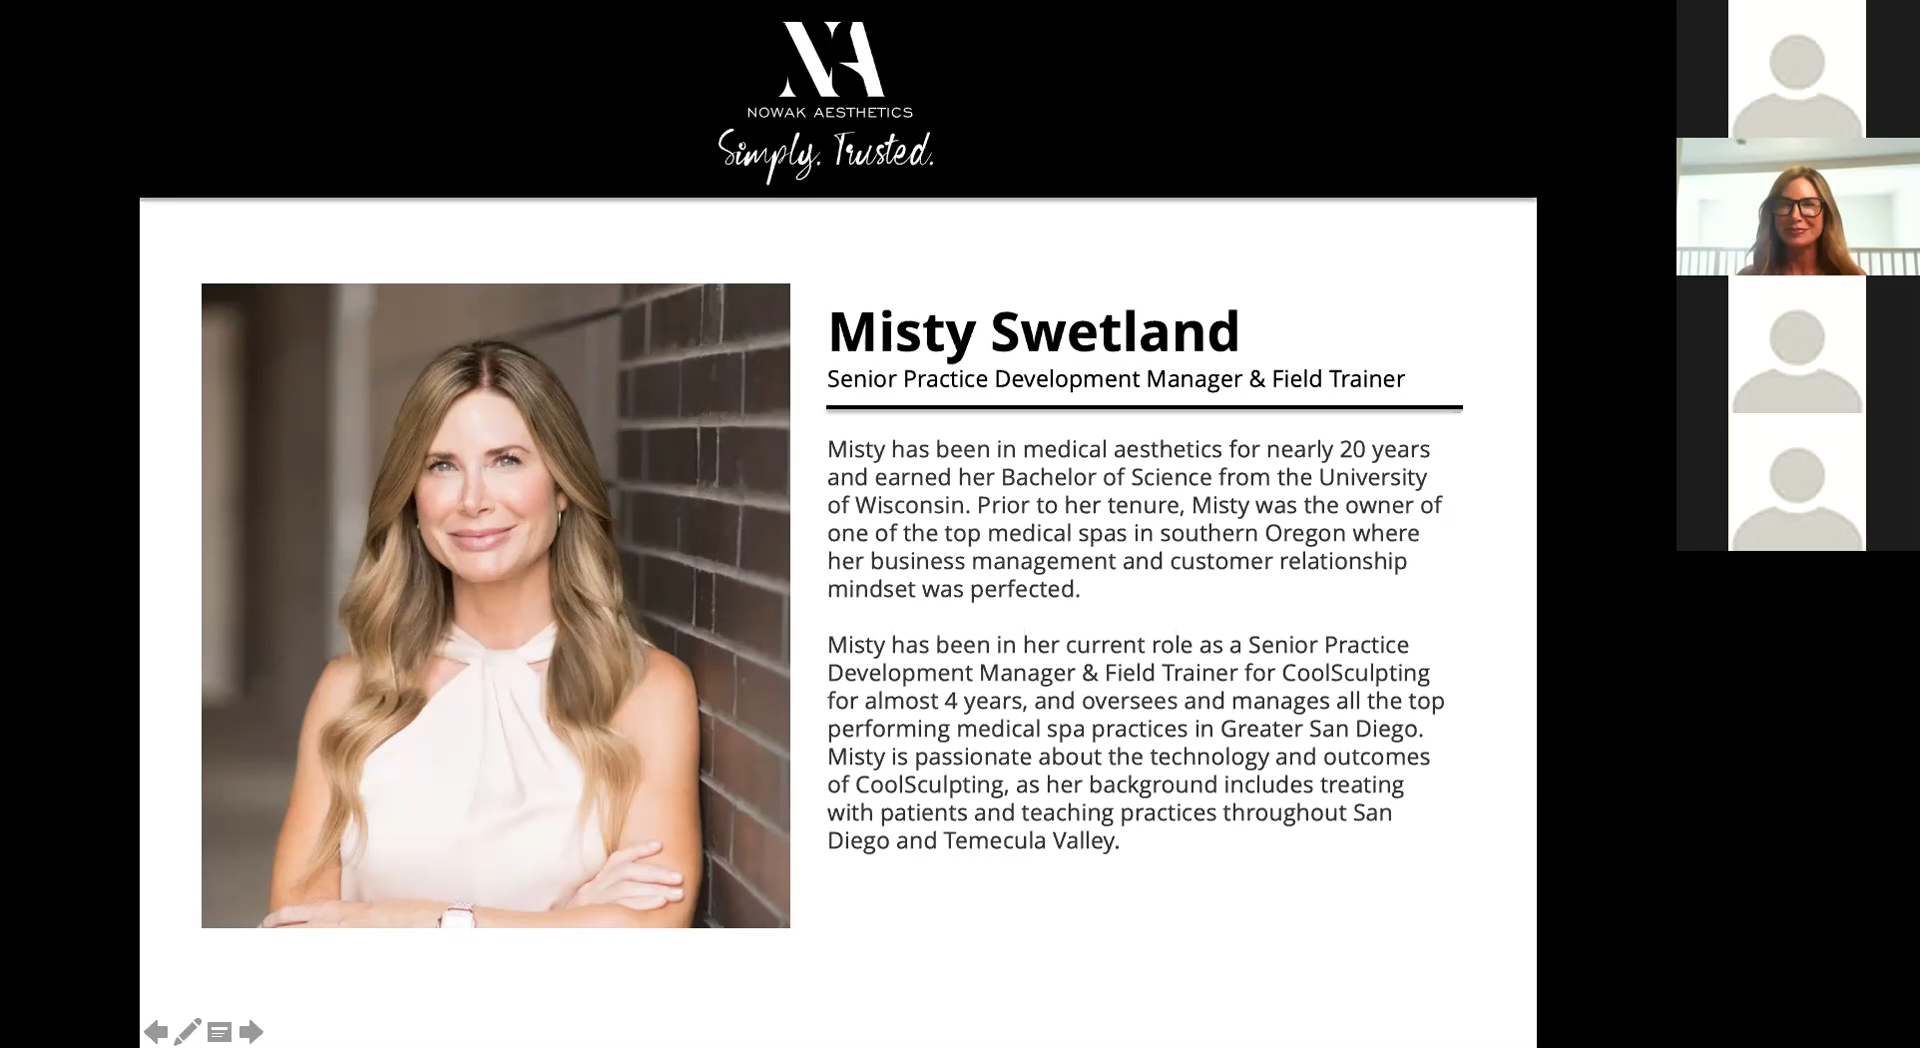 NA
NOWAK AESTHETICS
Simply. Trusted.
Misty Swetland
Senior Practice Development Manager & Field Trainer
Misty has been in medical aesthetics for nearly 20 years
and earned her Bachelor of Science from the University
of Wisconsin. Prior to her tenure, Misty was the owner of
one of the top medical spas in southern Oregon where
her business management and customer relationship
mindset was perfected.
Misty has been in her current role as a Senior Practice
Development Manager & Field Trainer for CoolSculpting
for almost 4 years, and oversees and manages all the top
performing medical spa practices in Greater San Diego.
Misty is passionate about the technology and outcomes
of CoolSculpting, as her background includes treating
with patients and teaching practices throughout San
Diego and Temecula Valley.